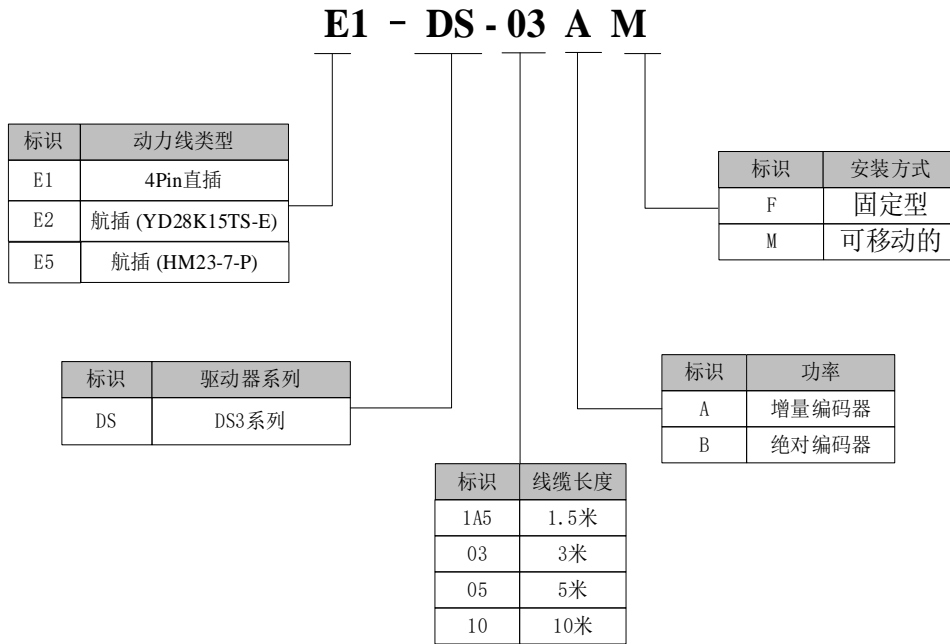 E1 - DS - 03 A M
标识 动力线类型
E1 4Pin直插
E2 航插 (YD28K15TS-E)
E5 航插 (HM23-7-P)
标识 安装方式
F 固定型
M 可移动的
标识 驱动器系列
DS DS3系列
标识 功率
A 增量编码器
B 绝对编码器
标识 线缆长度
1A5 1.5米
03 3米
05 5米
10 10米